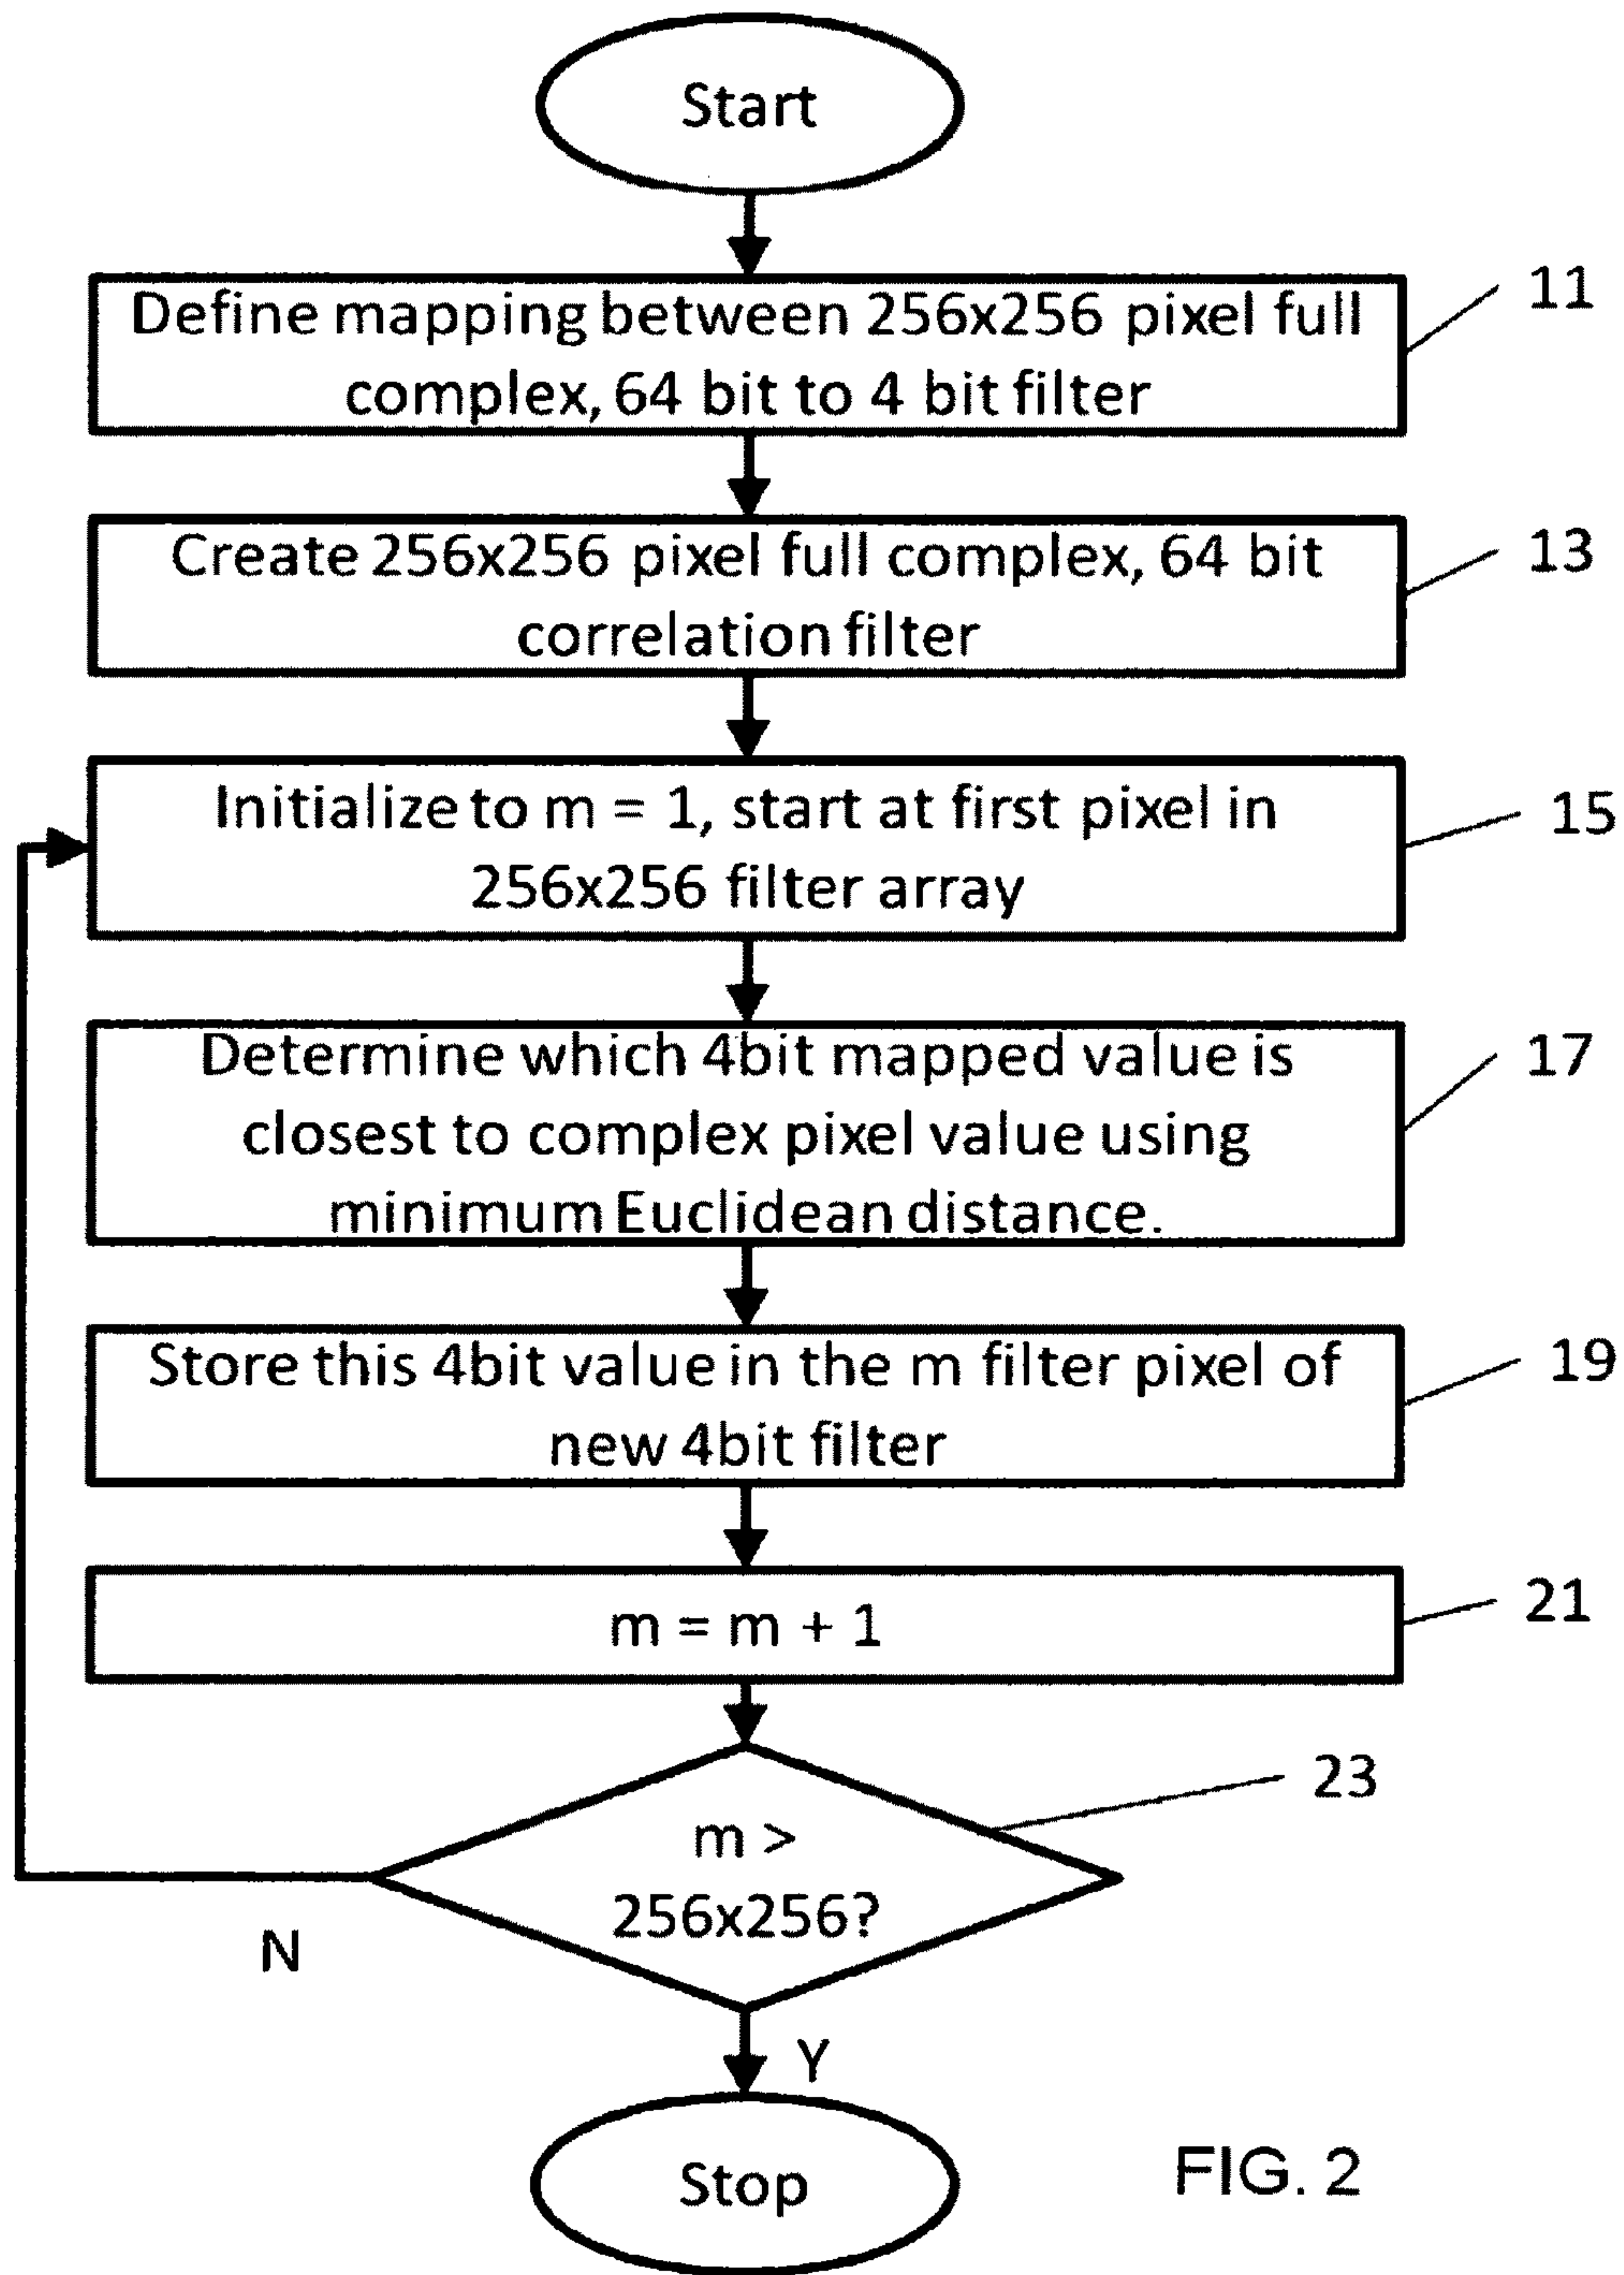 Start
Define mapping between 256x256 pixel full
complex, 64 bit to 4 bit filter
11
Create 256x256 pixel full complex, 64 bit
correlation filter
13
Initialize to m = 1, start at first pixel in
256x256 filter array
15
Determine which 4bit mapped value is
closest to complex pixel value using
minimum Euclidean distance.
17
Store this 4bit value in the m filter pixel of
new 4bit filter
19
m = m + 1
21
m >
256x256?
23
N
Y
Stop
FIG. 2